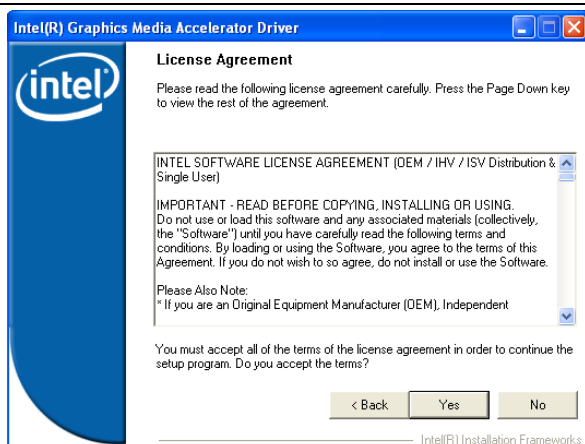 Intel(R) Graphics Media Accelerator Driver
intel
License Agreement
Please read the following license agreement carefully. Press the Page Down key
to view the rest of the agreement.
INTEL SOFTWARE LICENSE AGREEMENT (OEM / IHV / ISV Distribution &
Single User)
IMPORTANT - READ BEFORE COPYING, INSTALLING OR USING.
Do not use or load this software and any associated materials (collectively,
the "Software") until you have carefully read the following terms and
conditions. By loading or using the Software, you agree to the terms of this
Agreement. If you do not wish to so agree, do not install or use the Software.
Please Also Note:
* If you are an Original Equipment Manufacturer (OEM), Independent
You must accept all of the terms of the license agreement in order to continue the
setup program. Do you accept the terms?
< Back
Yes
No
Intel(R) Installation Frameworks